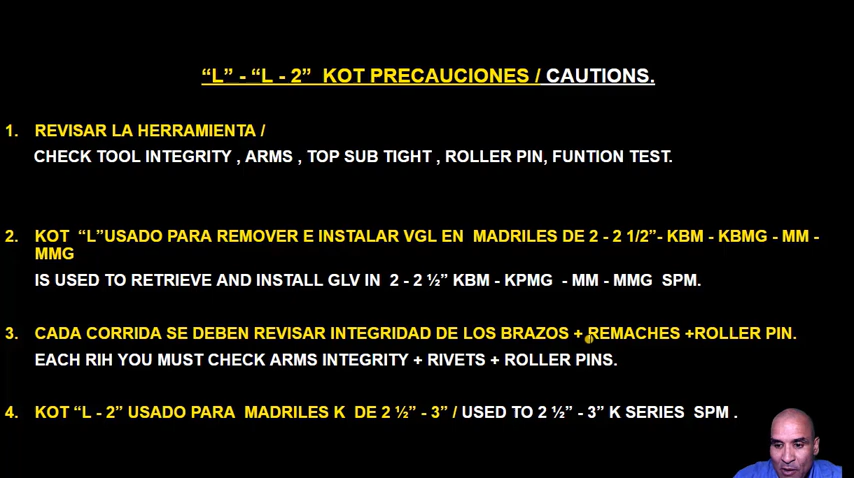 “L” - “L - 2”  KOT PRECAUCIONES / CAUTIONS.
1. REVISAR LA HERRAMIENTA /
CHECK TOOL INTEGRITY , ARMS , TOP SUB TIGHT , ROLLER PIN, FUNTION TEST.
2. KOT “L”USADO PARA REMOVER E INSTALAR VGL EN MADRILES DE 2 - 2 1/2”- KBM - KBMG - MM -
MMG
IS USED TO RETRIEVE AND INSTALL GLV IN 2 - 2 ½” KBM - KPMG - MM - MMG SPM.
3. CADA CORRIDA SE DEBEN REVISAR INTEGRIDAD DE LOS BRAZOS + REMACHES +ROLLER PIN.
EACH RIH YOU MUST CHECK ARMS INTEGRITY + RIVETS + ROLLER PINS.
4. KOT “L - 2” USADO PARA MADRILES K DE 2 ½” - 3” / USED TO 2 ½” - 3” K SERIES SPM .